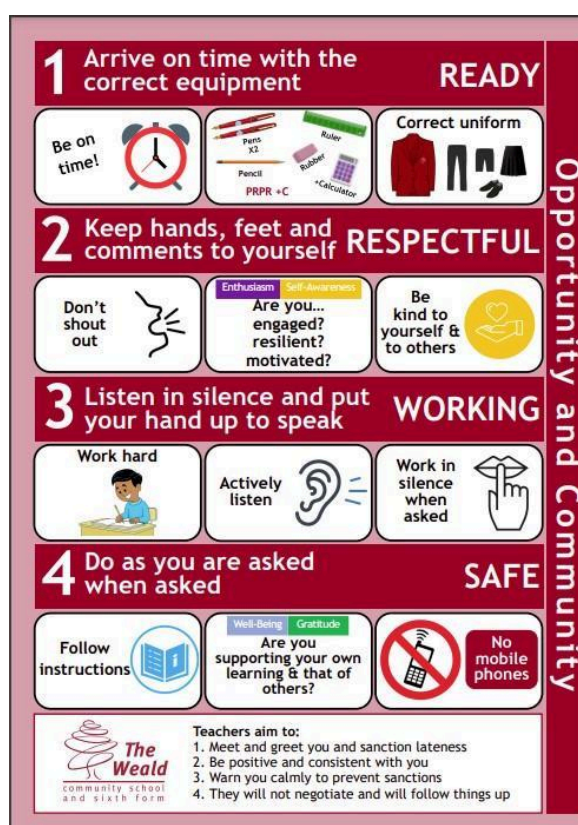 1 Arrive on time with the
correct equipment
READY
Be on
time!
Pens
X2
Ruler
Pencil
Rubber
+Calculator
PRPR +C
Correct uniform
2 Keep hands, feet and
comments to yourself
RESPECTFUL
Don't
shout
out
Enthusiasm Self-Awareness
Are you...
engaged?
resilient?
motivated?
Be
kind to
yourself &
to others
3 Listen in silence and put
your hand up to speak
WORKING
Work hard
Actively
listen
Work in
silence
when
asked
4 Do as you are asked
when asked
SAFE
Follow
instructions
i
Well-Being Gratitude
Are you
supporting your own
learning & that of
others?
No
mobile
phones
Opportunity and Community
The
Weald
community school
and sixth form
Teachers aim to:
1. Meet and greet you and sanction lateness
2. Be positive and consistent with you
3. Warn you calmly to prevent sanctions
4. They will not negotiate and will follow things up